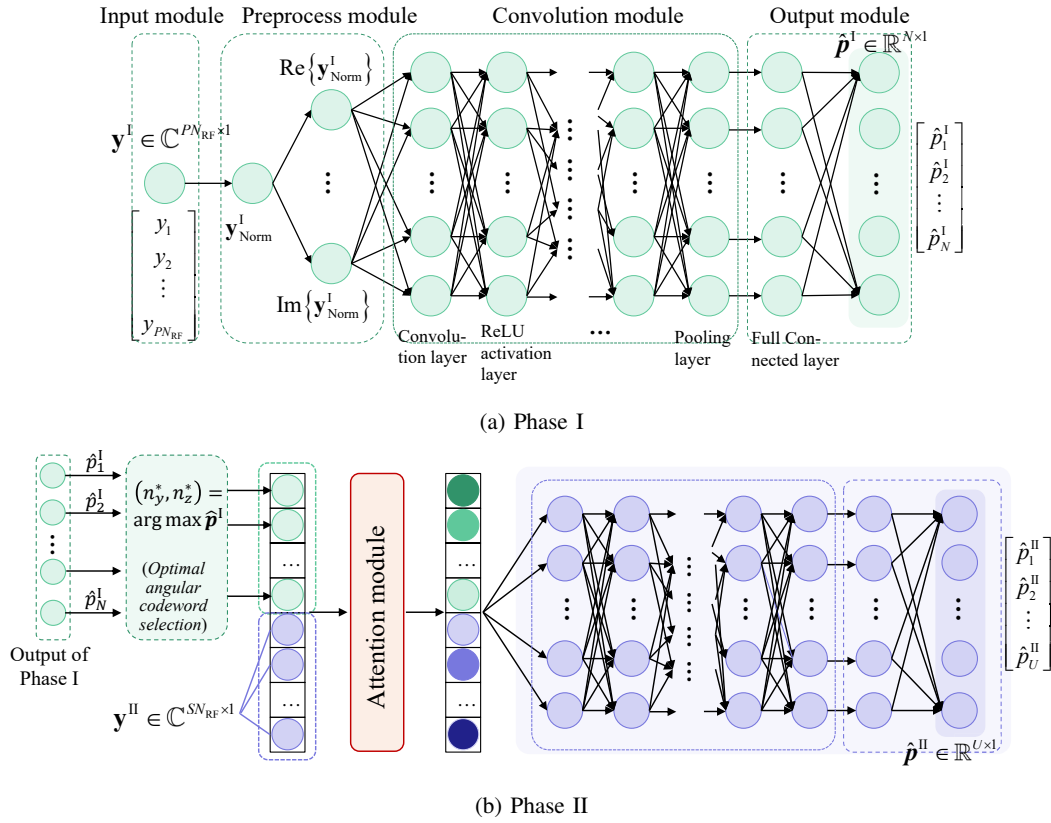 Input module Preprocess module Convolution module Output module
𝐲^I ∈ ℂ^{PN_RF×1}
y_1
y_2
⋮
y_{PN_RF}
𝐲^I_Norm
Re{𝐲^I_Norm}
⋮
Im{𝐲^I_Norm}
Convolu-
tion layer
ReLU
activation
layer
...
Pooling
layer
Full Con-
nected layer
𝒑̂^I ∈ ℝ^{N×1}
p̂^I_1
p̂^I_2
⋮
p̂^I_N
(a) Phase I
p̂^I_1
p̂^I_2
⋮
p̂^I_N
Output of
Phase I
(n*_y, n*_z) =
arg max 𝒑̂^I
(Optimal
angular
codeword
selection)
𝐲^II ∈ ℂ^{SN_RF×1}
...
...
Attention module
...
...
p̂^II_1
p̂^II_2
⋮
p̂^II_U
𝒑̂^II ∈ ℝ^{U×1}
(b) Phase II